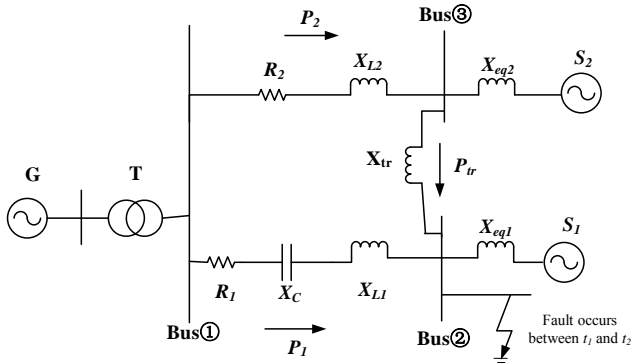 Bus③
P2
S2
R2
XL2
Xeq2
Xtr
Ptr
G
T
Xeq1
S1
R1
XC
XL1
Bus①
P1
Bus②
Fault occurs
between t1 and t2